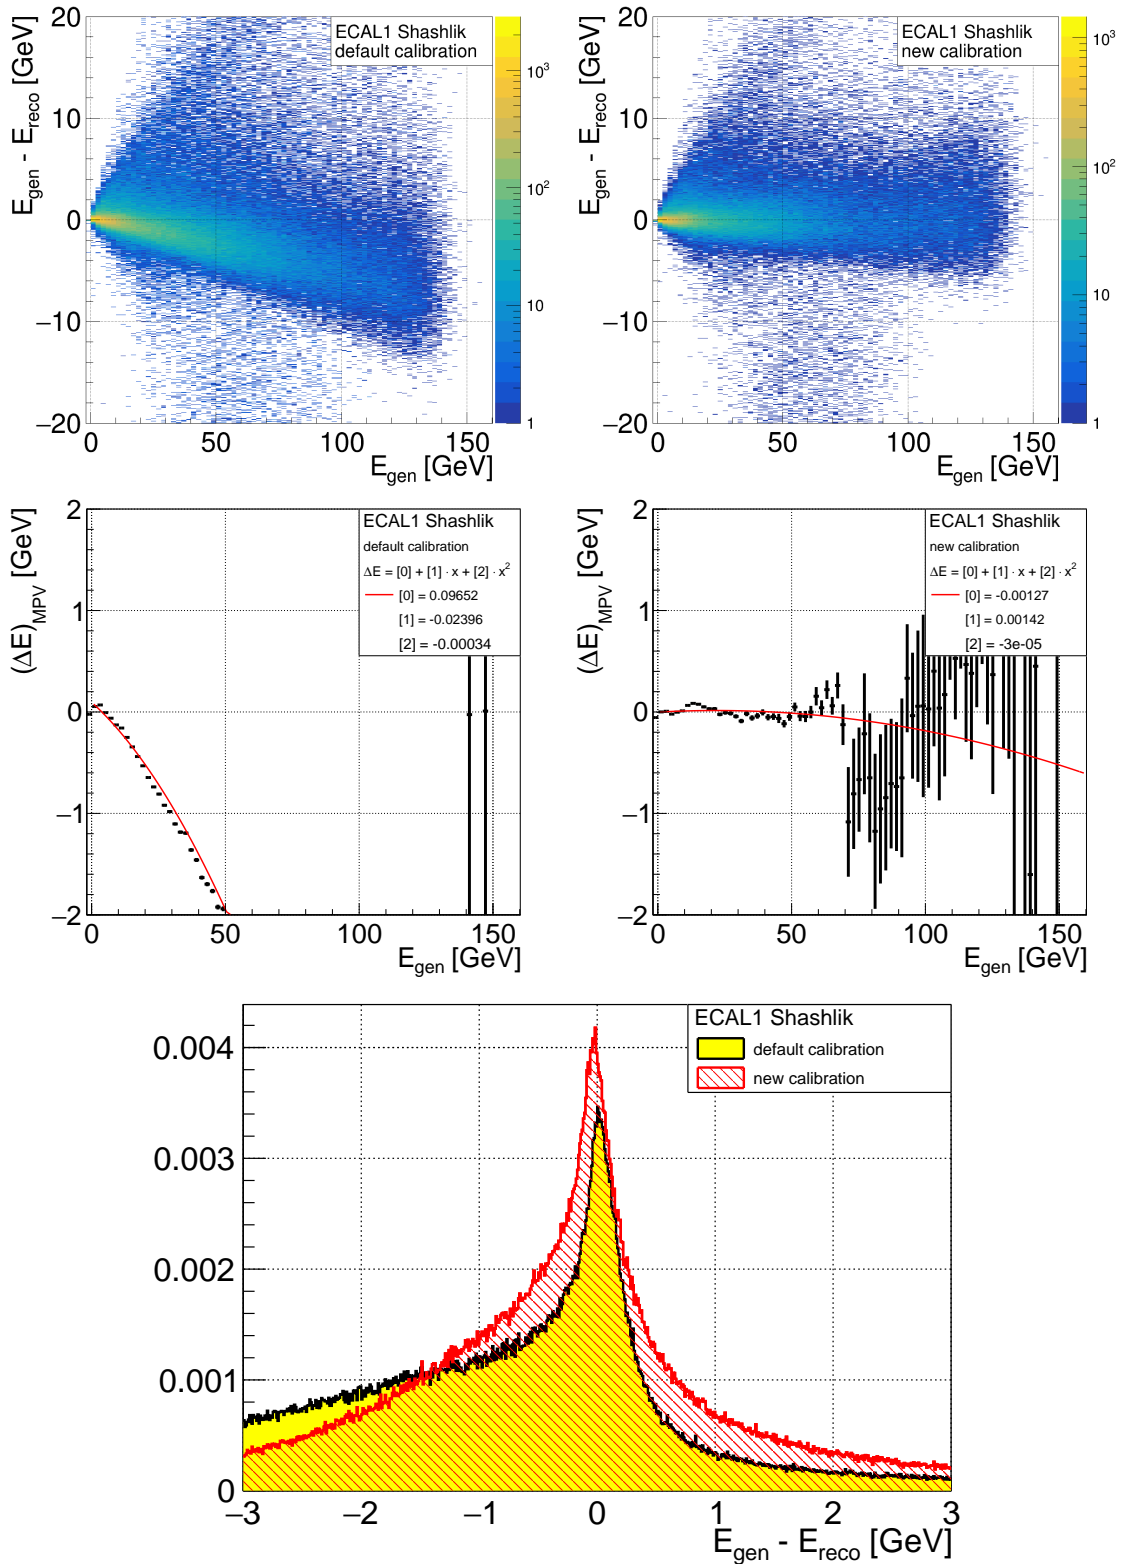 E_gen - E_reco [GeV]
20
10
0
−10
−20
ECAL1 Shashlik
default calibration
10^3
10^2
10
1
0 50 100 150
E_gen [GeV]
E_gen - E_reco [GeV]
20
10
0
−10
−20
ECAL1 Shashlik
new calibration
10^3
10^2
10
1
0 50 100 150
E_gen [GeV]
(ΔE)_MPV [GeV]
2
1
0
−1
−2
ECAL1 Shashlik
default calibration
ΔE = [0] + [1] · x + [2] · x^2
[0] = 0.09652
[1] = -0.02396
[2] = -0.00034
0 50 100 150
E_gen [GeV]
(ΔE)_MPV [GeV]
2
1
0
−1
−2
ECAL1 Shashlik
new calibration
ΔE = [0] + [1] · x + [2] · x^2
[0] = -0.00127
[1] = 0.00142
[2] = -3e-05
0 50 100 150
E_gen [GeV]
0.004
0.003
0.002
0.001
0
ECAL1 Shashlik
default calibration
new calibration
−3 −2 −1 0 1 2 3
E_gen - E_reco [GeV]